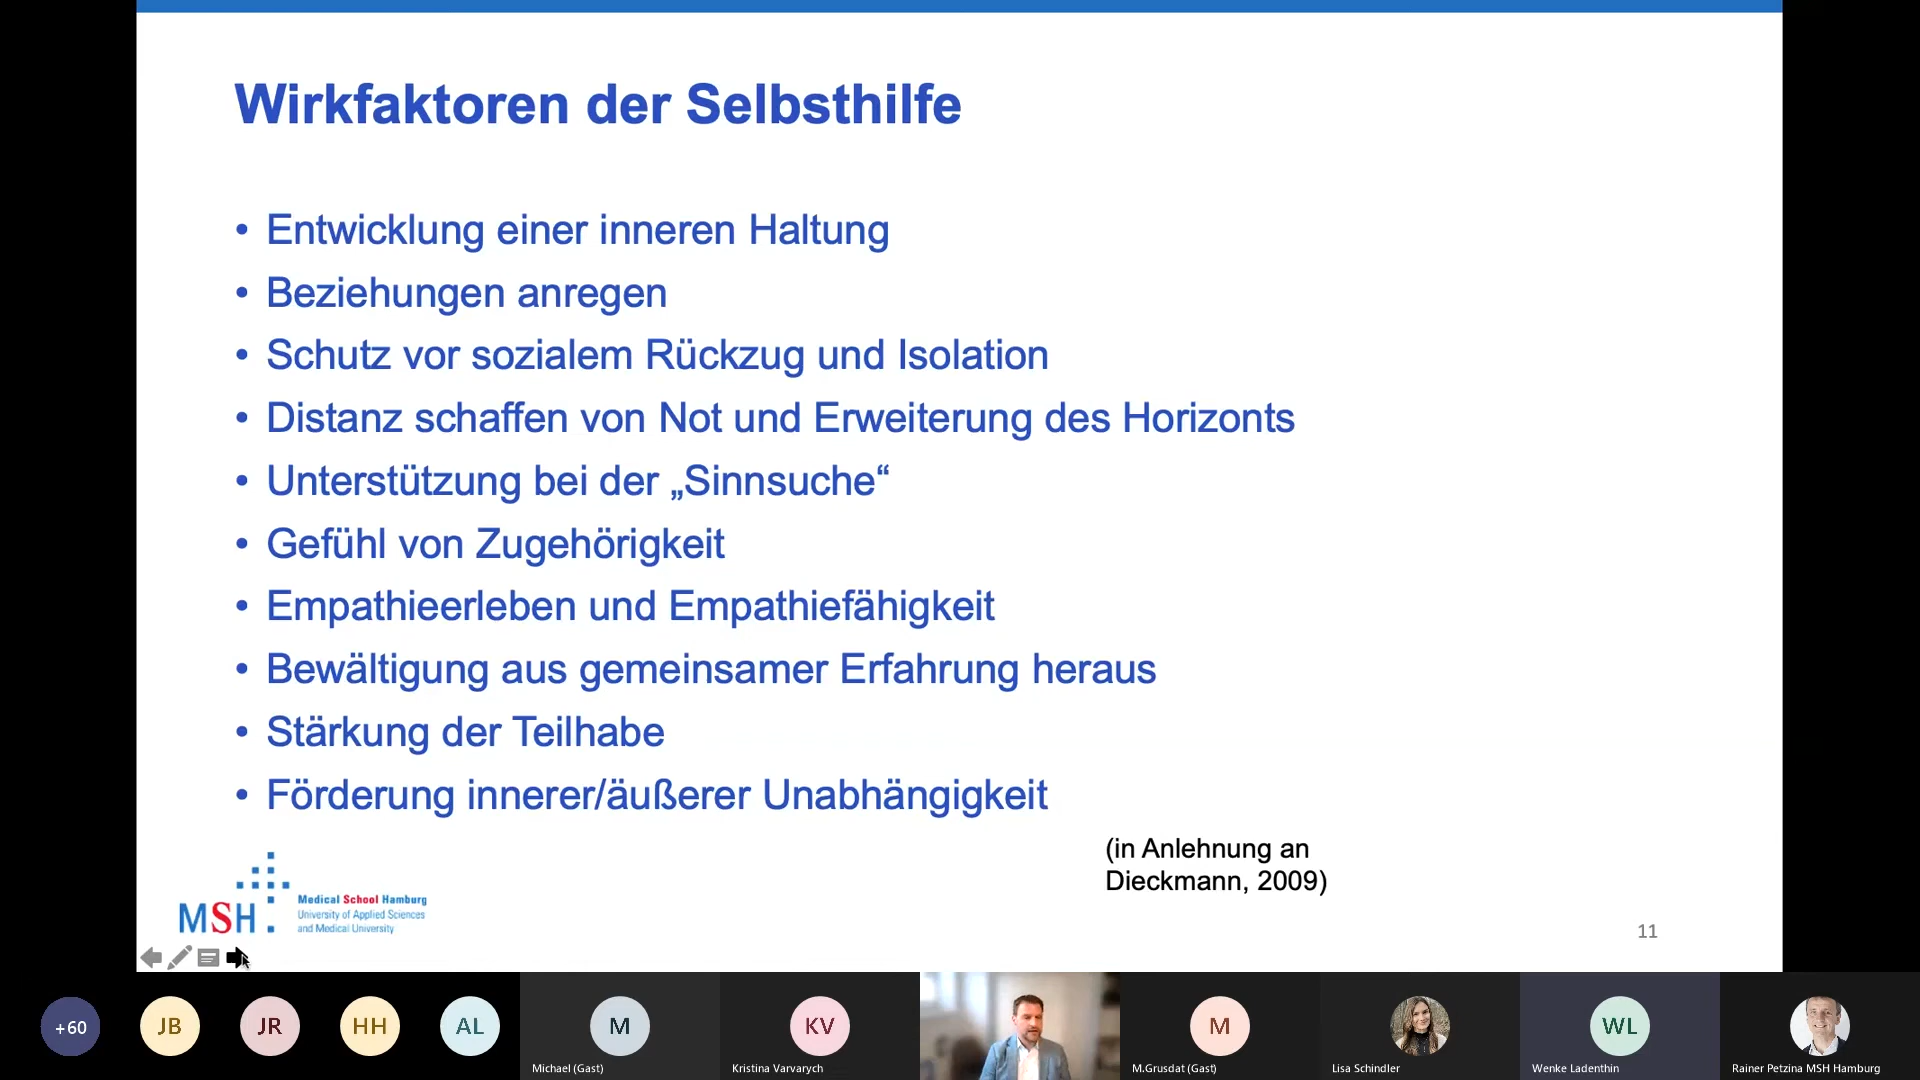 Wirkfaktoren der Selbsthilfe
• Entwicklung einer inneren Haltung
• Beziehungen anregen
• Schutz vor sozialem Rückzug und Isolation
• Distanz schaffen von Not und Erweiterung des Horizonts
• Unterstützung bei der „Sinnsuche“
• Gefühl von Zugehörigkeit
• Empathieerleben und Empathiefähigkeit
• Bewältigung aus gemeinsamer Erfahrung heraus
• Stärkung der Teilhabe
• Förderung innerer/äußerer Unabhängigkeit
(in Anlehnung an
Dieckmann, 2009)
MSH
Medical School Hamburg
University of Applied Sciences
and Medical University
11
+60
JB
JR
HH
AL
M
Michael (Gast)
KV
Kristina Varvarych
M
M.Grusdat (Gast)
Lisa Schindler
WL
Wenke Ladenthin
Rainer Petzina MSH Hamburg